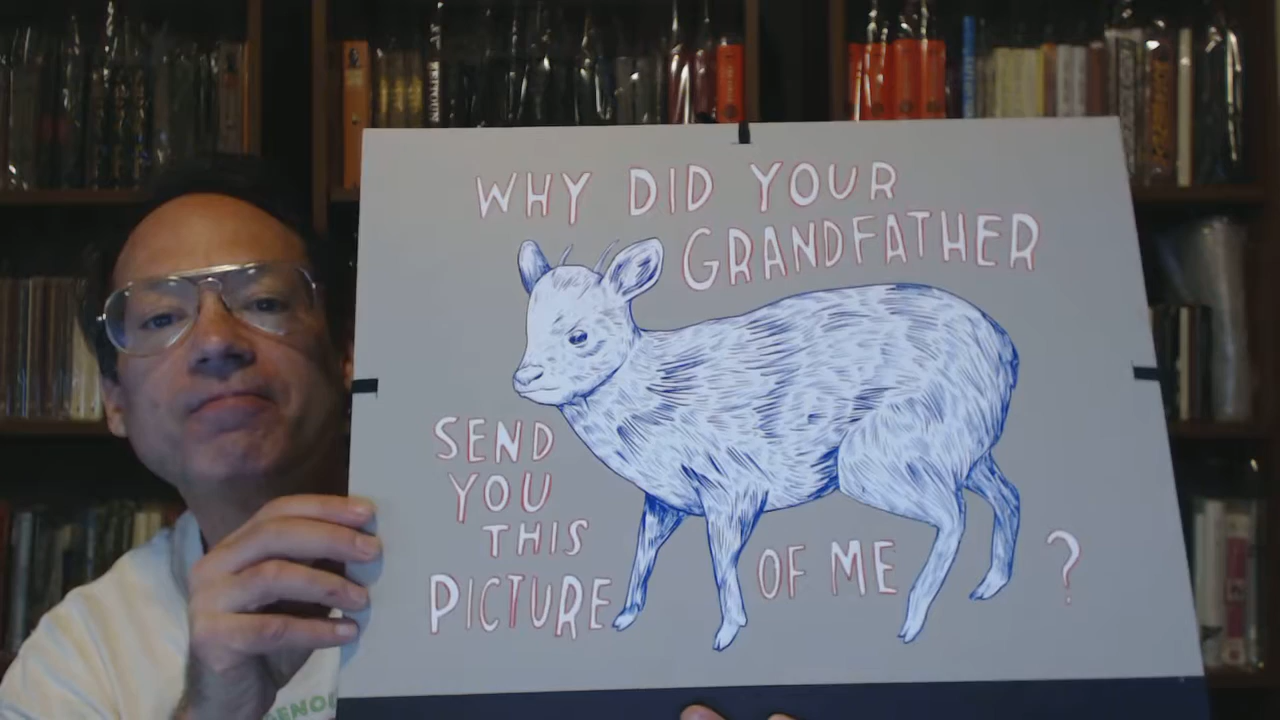 WHY DID YOUR
GRANDFATHER
SEND
YOU
THIS
PICTURE
OF ME
?